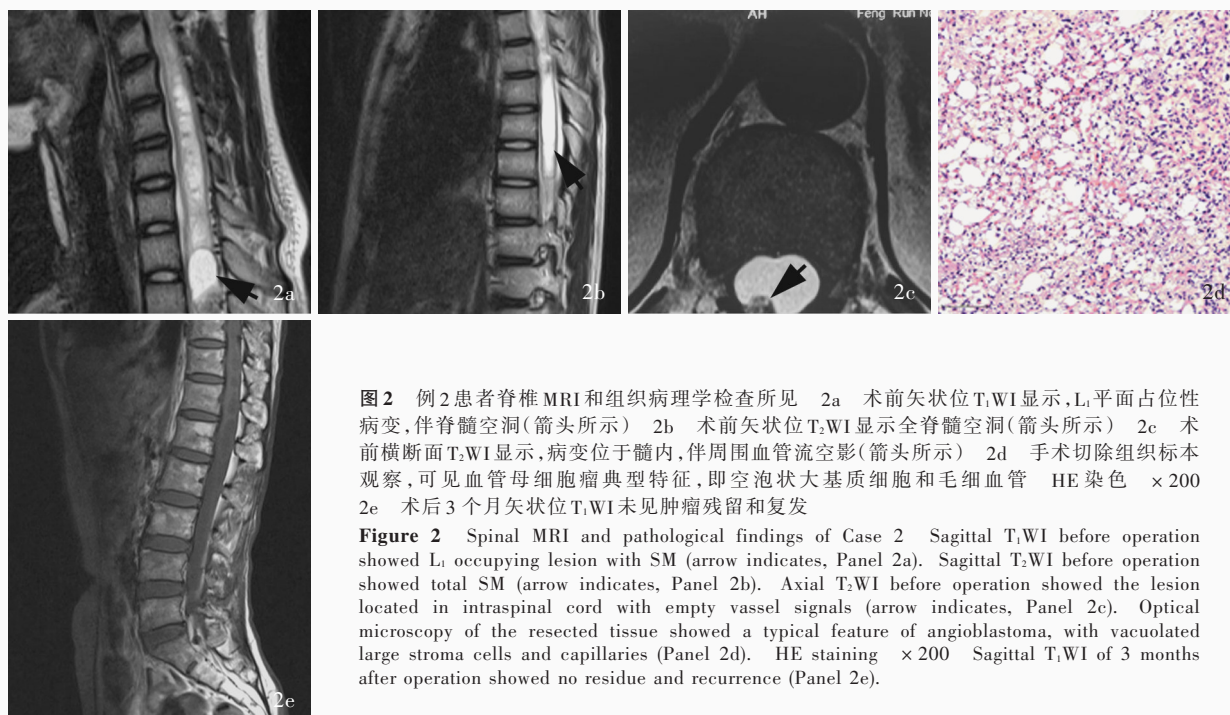 AH
Feng Run No
2a
2b
2c
2d
2e
图2 例2患者脊椎MRI和组织病理学检查所见 2a 术前矢状位T₁WI显示,L₁平面占位性
病变,伴脊髓空洞(箭头所示) 2b 术前矢状位T₂WI显示全脊髓空洞(箭头所示) 2c 术
前横断面T₂WI显示,病变位于髓内,伴周围血管流空影(箭头所示) 2d 手术切除组织标本
观察,可见血管母细胞瘤典型特征,即空泡状大基质细胞和毛细血管 HE染色 ×200
2e 术后3个月矢状位T₁WI未见肿瘤残留和复发
Figure 2 Spinal MRI and pathological findings of Case 2 Sagittal T₁WI before operation
showed L₁ occupying lesion with SM (arrow indicates, Panel 2a). Sagittal T₂WI before operation
showed total SM (arrow indicates, Panel 2b). Axial T₂WI before operation showed the lesion
located in intraspinal cord with empty vassel signals (arrow indicates, Panel 2c). Optical
microscopy of the resected tissue showed a typical feature of angioblastoma, with vacuolated
large stroma cells and capillaries (Panel 2d). HE staining ×200 Sagittal T₁WI of 3 months
after operation showed no residue and recurrence (Panel 2e).